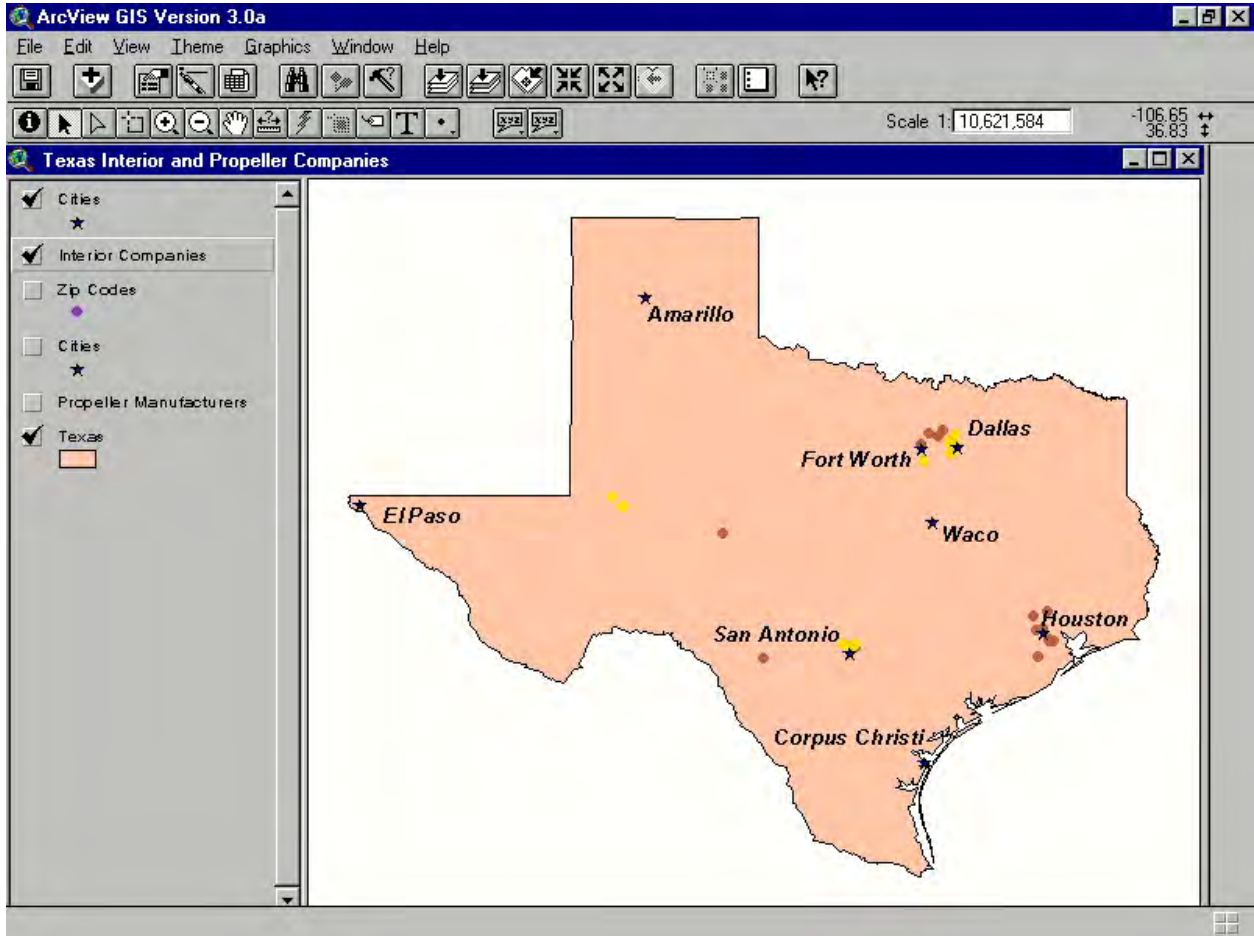 ArcView GIS Version 3.0a
File Edit View Theme Graphics Window Help
Scale 1: 10,621,584
-106.65
36.83
Texas Interior and Propeller Companies
Cities
Interior Companies
Zip Codes
Cities
Propeller Manufacturers
Texas
Amarillo
Dallas
Fort Worth
El Paso
Waco
Houston
San Antonio
Corpus Christi